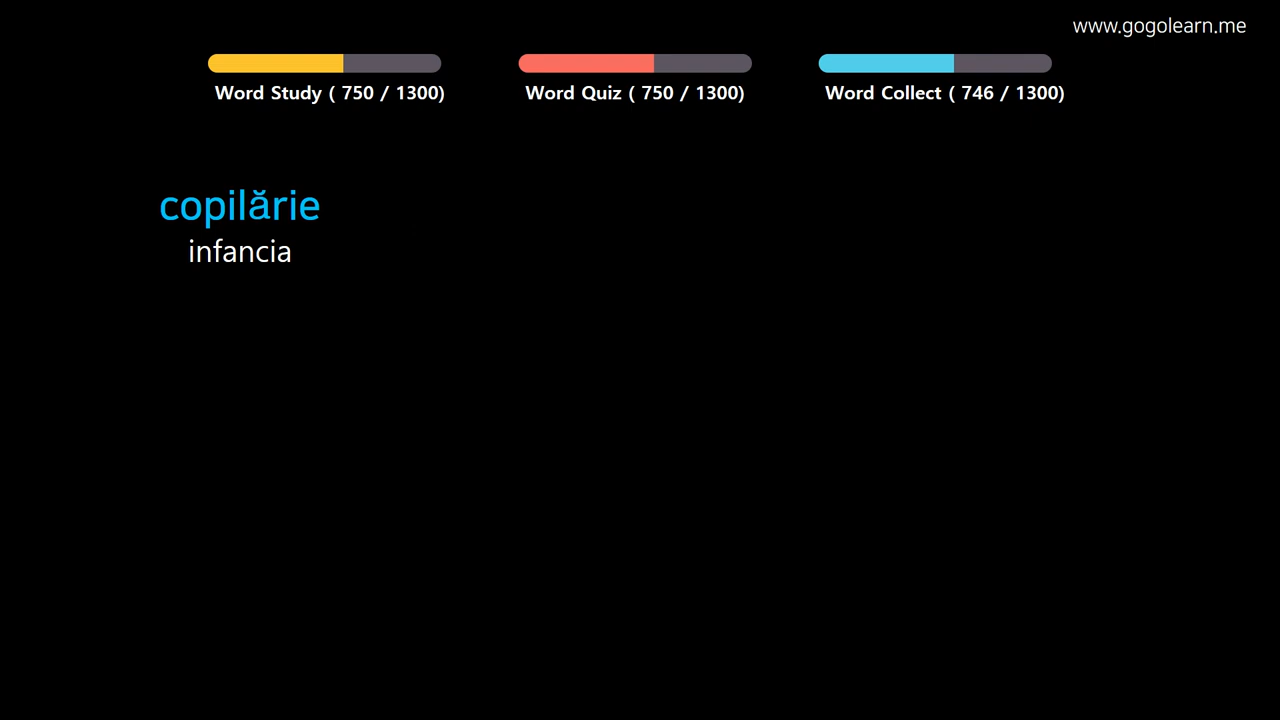 www.gogolearn.me
Word Study ( 750 / 1300)
Word Quiz ( 750 / 1300)
Word Collect ( 746 / 1300)
copilărie
infancia